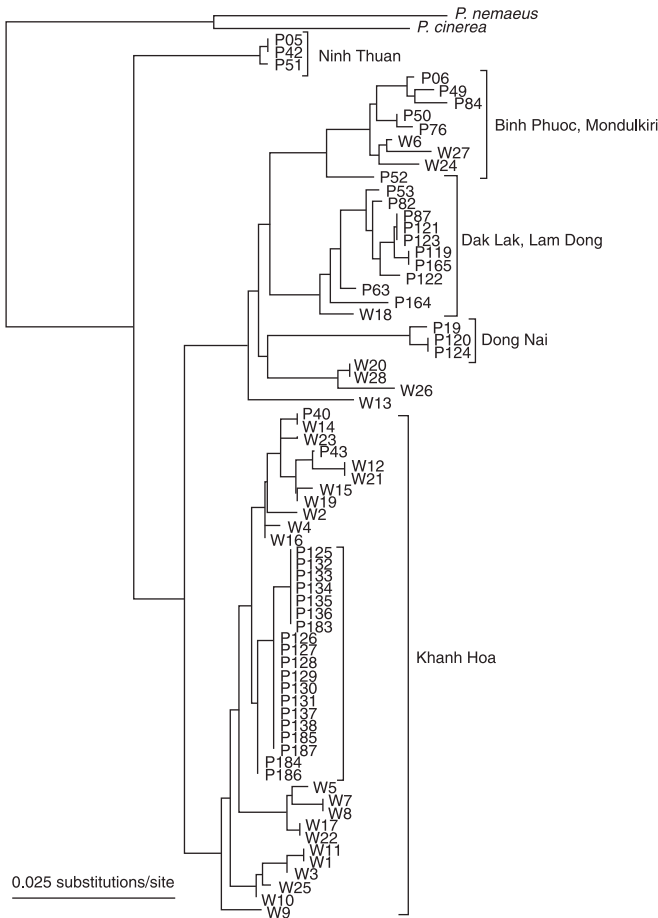 P. nemaeus
P. cinerea
P05
P42
P51
Ninh Thuan
P06
P49
P84
P50
P76
W6
W27
W24
P52
Binh Phuoc, Mondulkiri
P53
P82
P87
P121
P123
P119
P165
P122
P63
P164
W18
Dak Lak, Lam Dong
P19
P120
P124
Dong Nai
W20
W28
W26
W13
P40
W14
W23
P43
W12
W21
W15
W19
W2
W4
W16
P125
P132
P133
P134
P135
P136
P183
P126
P127
P128
P129
P130
P131
P137
P138
P185
P187
P184
P186
Khanh Hoa
W5
W7
W8
W17
W22
W11
W1
W3
W25
W10
W9
0.025 substitutions/site